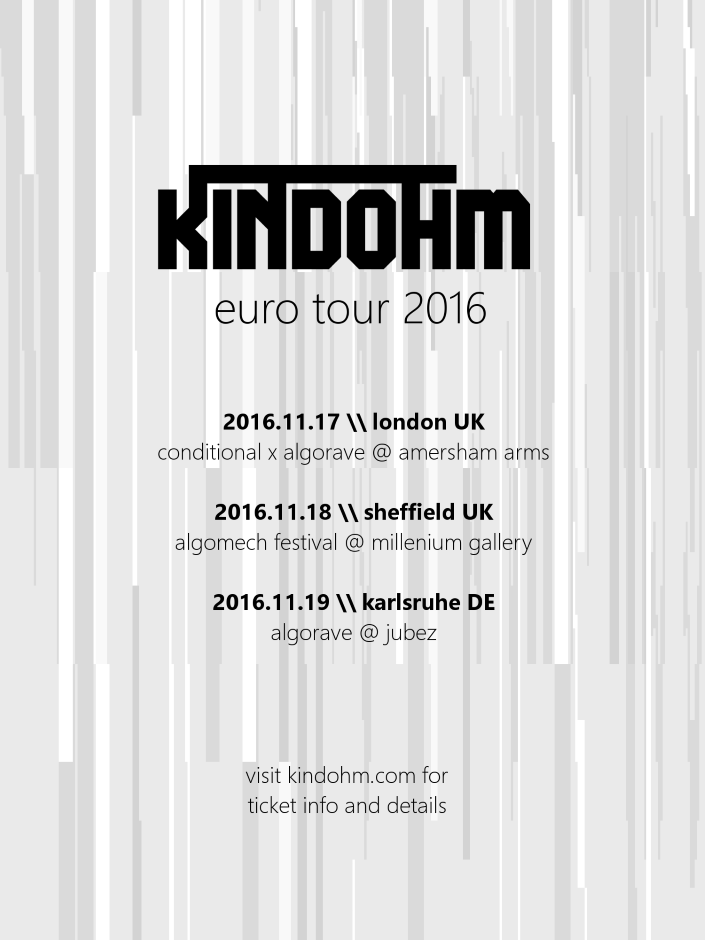 KINDOHM
euro tour 2016
2016.11.17 \\ london UK
conditional x algorave @ amersham arms
2016.11.18 \\ sheffield UK
algomech festival @ millenium gallery
2016.11.19 \\ karlsruhe DE
algorave @ jubez
visit kindohm.com for
ticket info and details